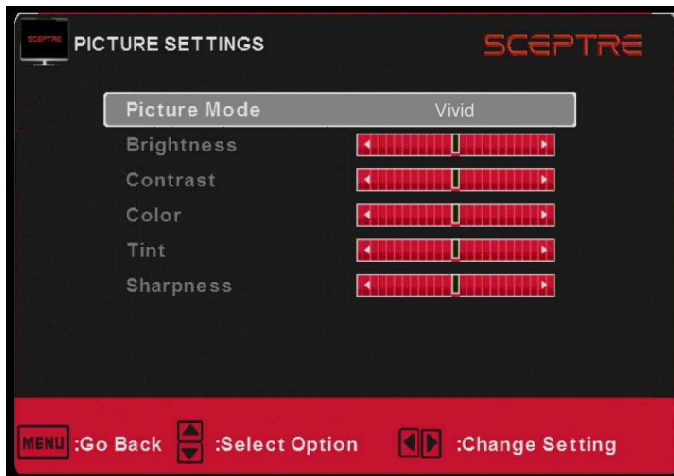 SCEPTRE PICTURE SETTINGS SCEPTRE
Picture Mode Vivid
Brightness
Contrast
Color
Tint
Sharpness
MENU :Go Back :Select Option :Change Setting